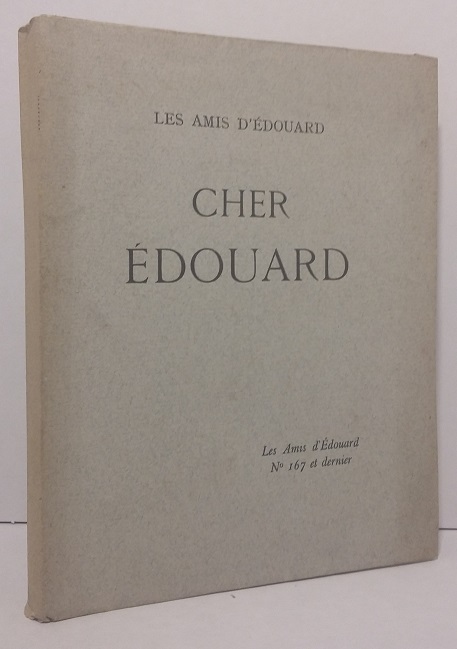 LES AMIS D'ÉDOUARD
CHER
ÉDOUARD
Les Amis d'Édouard
Nº 167 et dernier